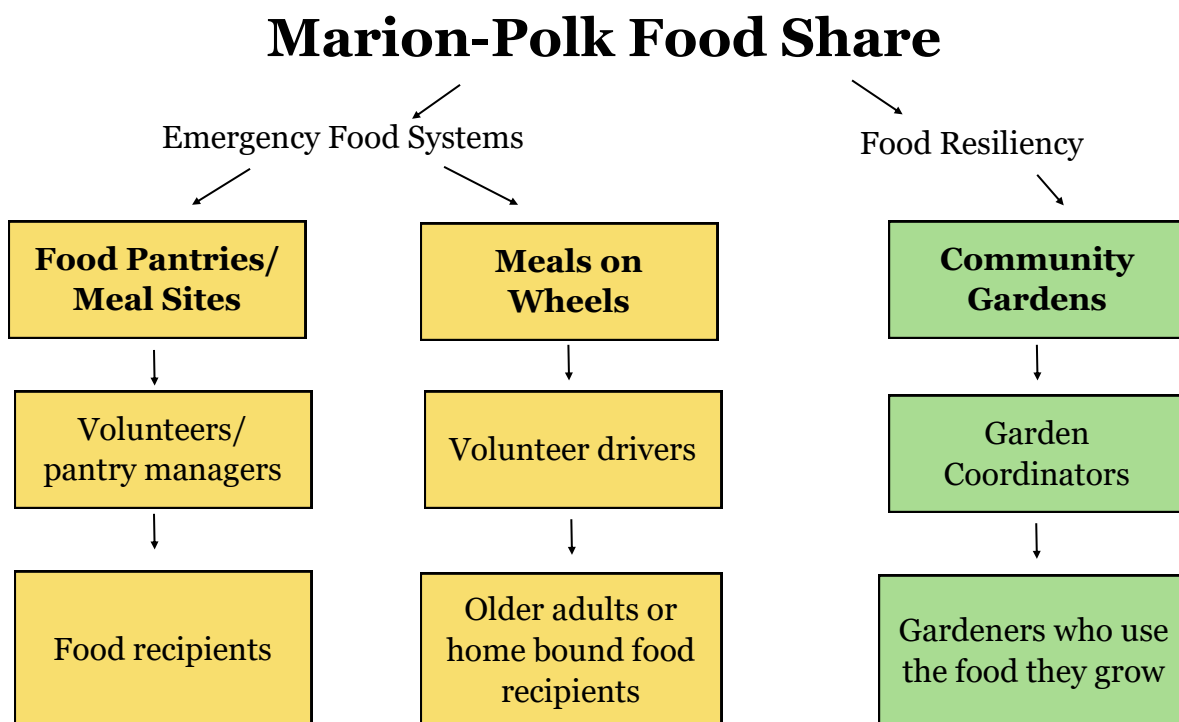 Marion-Polk Food Share
Emergency Food Systems
Food Resiliency
Food Pantries/
Meal Sites
Meals on
Wheels
Community
Gardens
Volunteers/
pantry managers
Volunteer drivers
Garden
Coordinators
Food recipients
Older adults or
home bound food
recipients
Gardeners who use
the food they grow